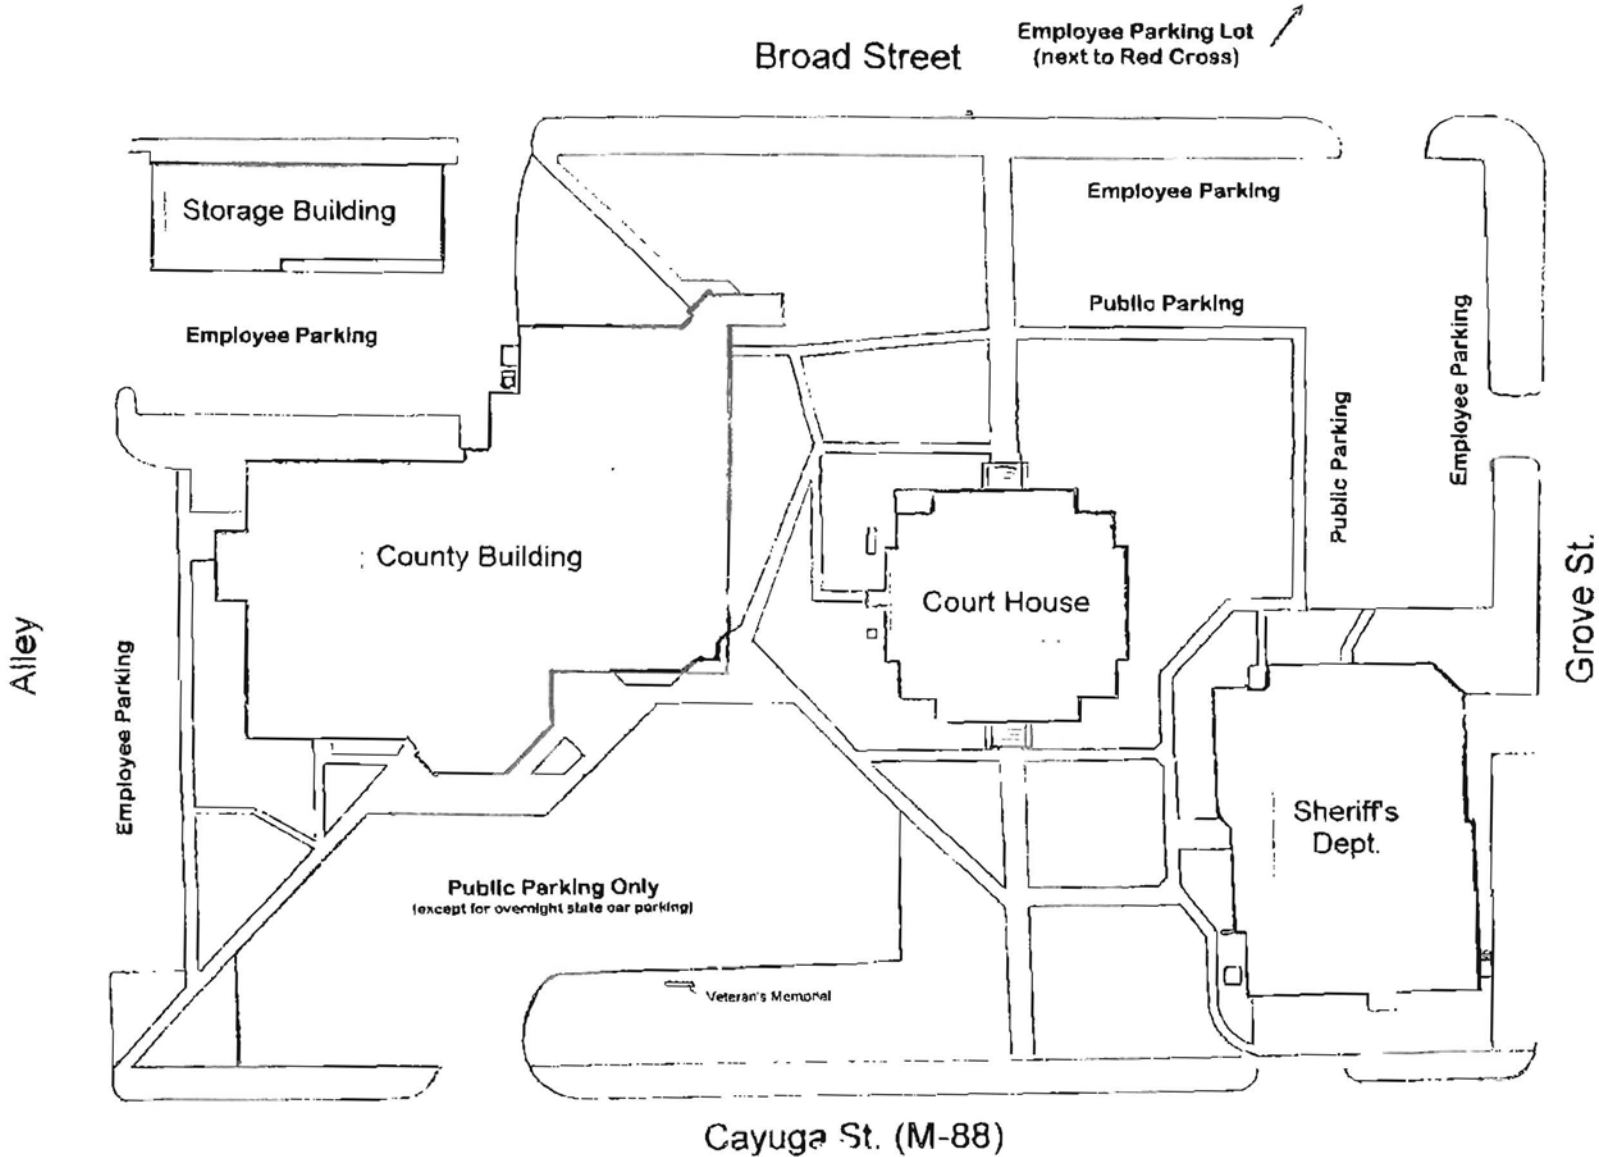 Broad Street
Employee Parking Lot
(next to Red Cross)
Storage Building
Employee Parking
Employee Parking
Public Parking
Employee Parking
Public Parking
County Building
Court House
Alley
Employee Parking
Grove St.
Sheriff's
Dept.
Public Parking Only
(except for overnight state car parking)
Veteran's Memorial
Cayuga St. (M-88)